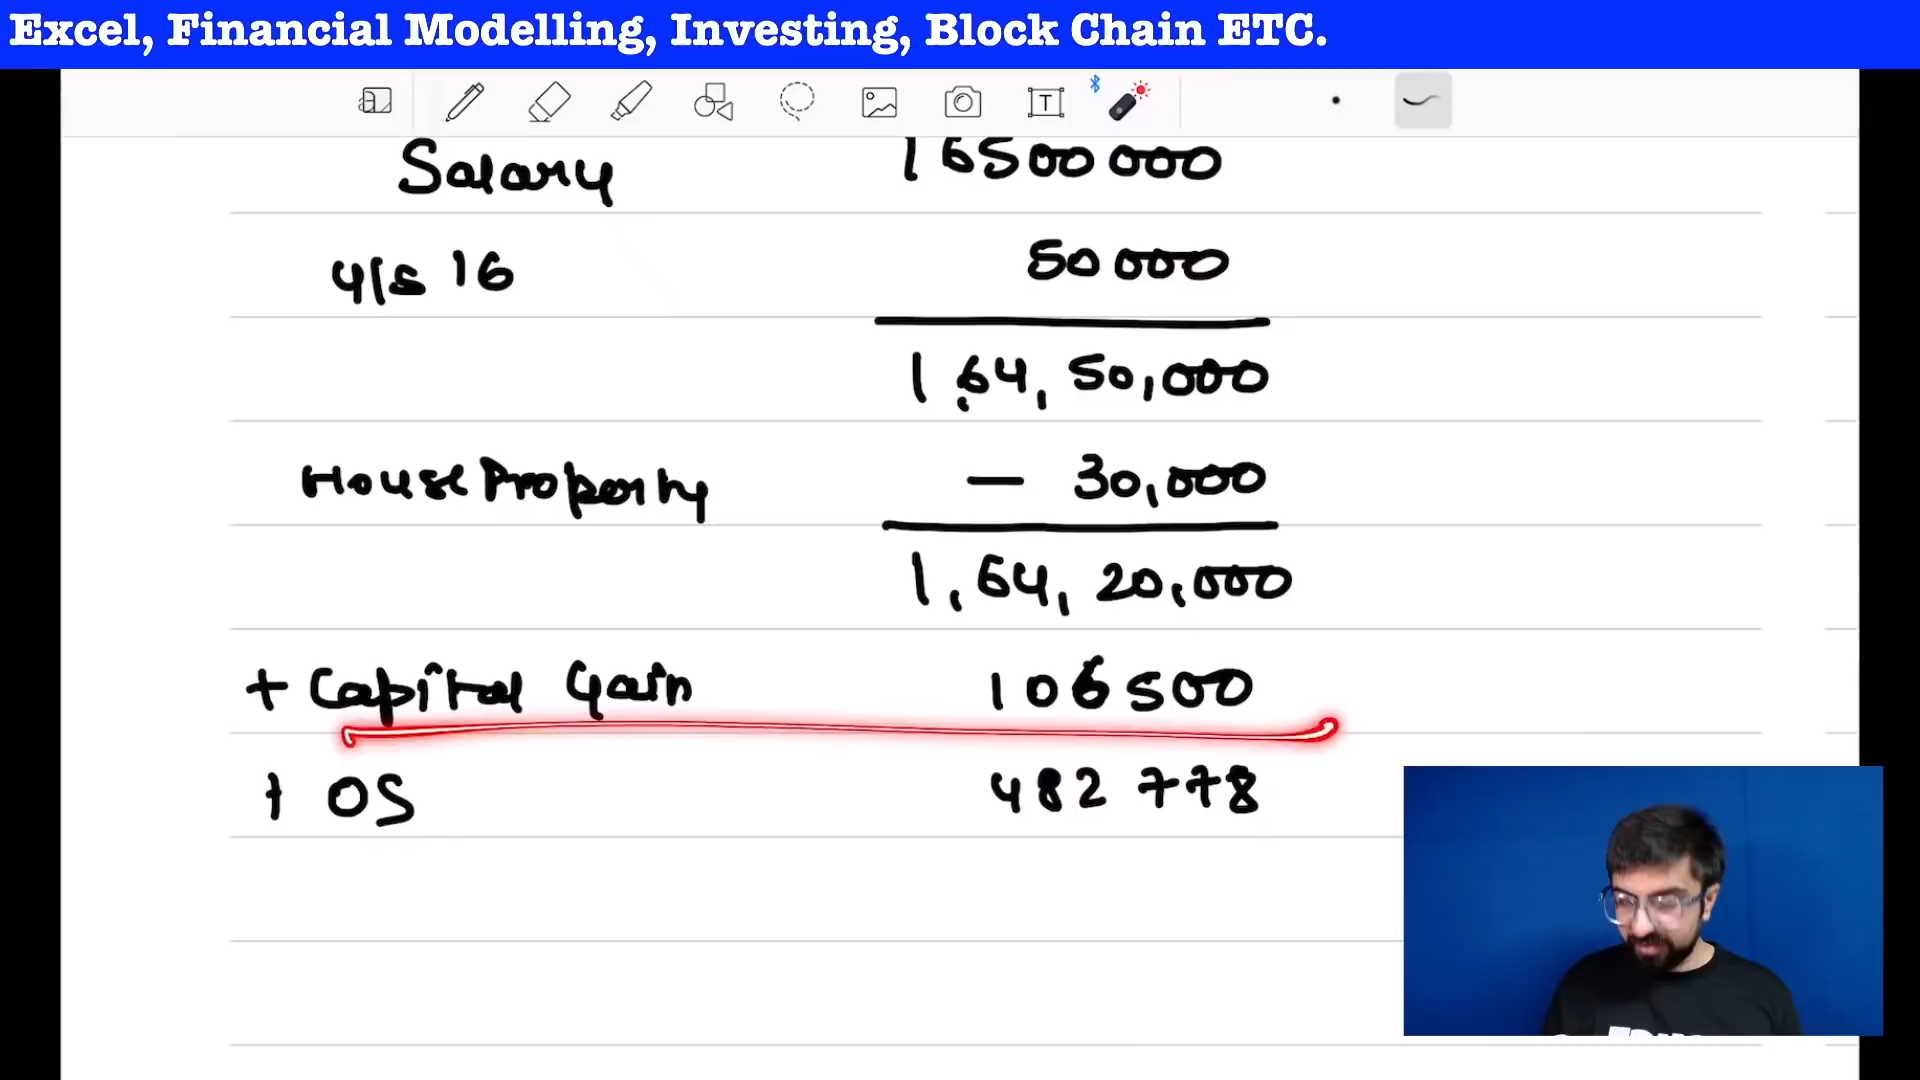 Excel, Financial Modelling, Investing, Block Chain ETC.
Salary 16500000
u/s 16 50000
1,64,50,000
House Property - 30,000
1,64,20,000
+ Capital Gain 106500
+ OS 482778